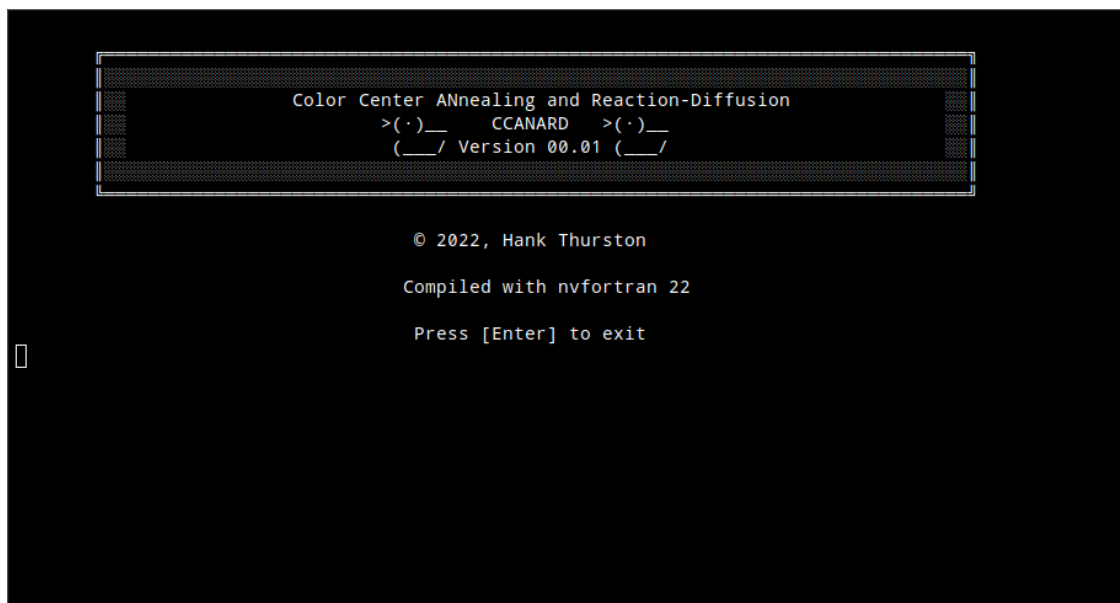 Color Center ANnealing and Reaction-Diffusion
>(·)__ CCANARD >(·)__
(___/ Version 00.01 (___/
© 2022, Hank Thurston
Compiled with nvfortran 22
Press [Enter] to exit